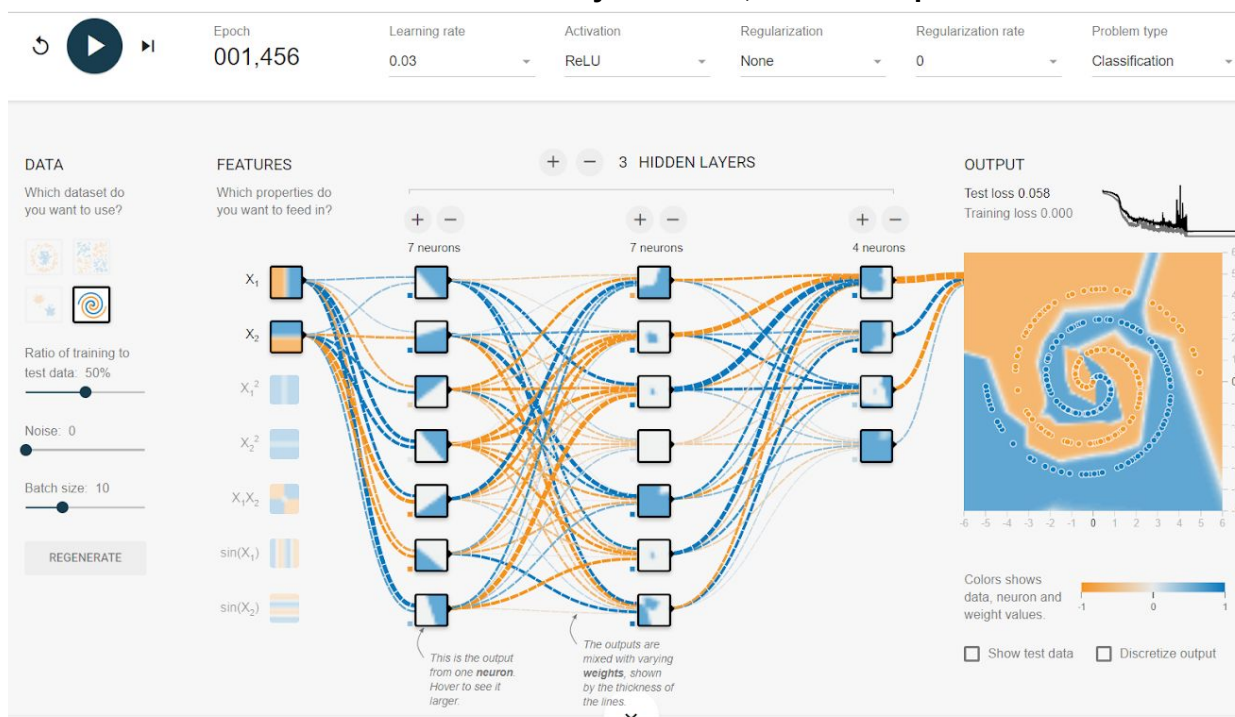 Epoch
001,456
Learning rate
0.03
Activation
ReLU
Regularization
None
Regularization rate
0
Problem type
Classification
DATA
Which dataset do
you want to use?
Ratio of training to
test data: 50%
Noise: 0
Batch size: 10
REGENERATE
FEATURES
Which properties do
you want to feed in?
X1
X2
X1²
X2²
X1X2
sin(X1)
sin(X2)
+ − 3 HIDDEN LAYERS
+ −
7 neurons
+ −
7 neurons
+ −
4 neurons
This is the output
from one neuron.
Hover to see it
larger.
The outputs are
mixed with varying
weights, shown
by the thickness of
the lines.
OUTPUT
Test loss 0.058
Training loss 0.000
-6 -5 -4 -3 -2 -1 0 1 2 3 4 5 6
Colors shows
data, neuron and
weight values.
-1 0 1
Show test data
Discretize output